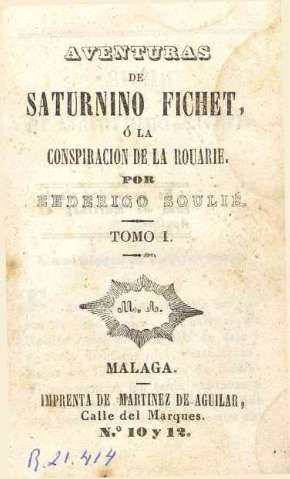 AVENTURAS
DE
SATURNINO FICHET,
Ó LA
CONSPIRACION DE LA ROUARIE.
POR
FEDERICO SOULIÉ.
TOMO I.
M. A.
MALAGA.
IMPRENTA DE MARTINEZ DE AGUILAR,
Calle del Marques.
N.º 10 y 12.
R. 21.414